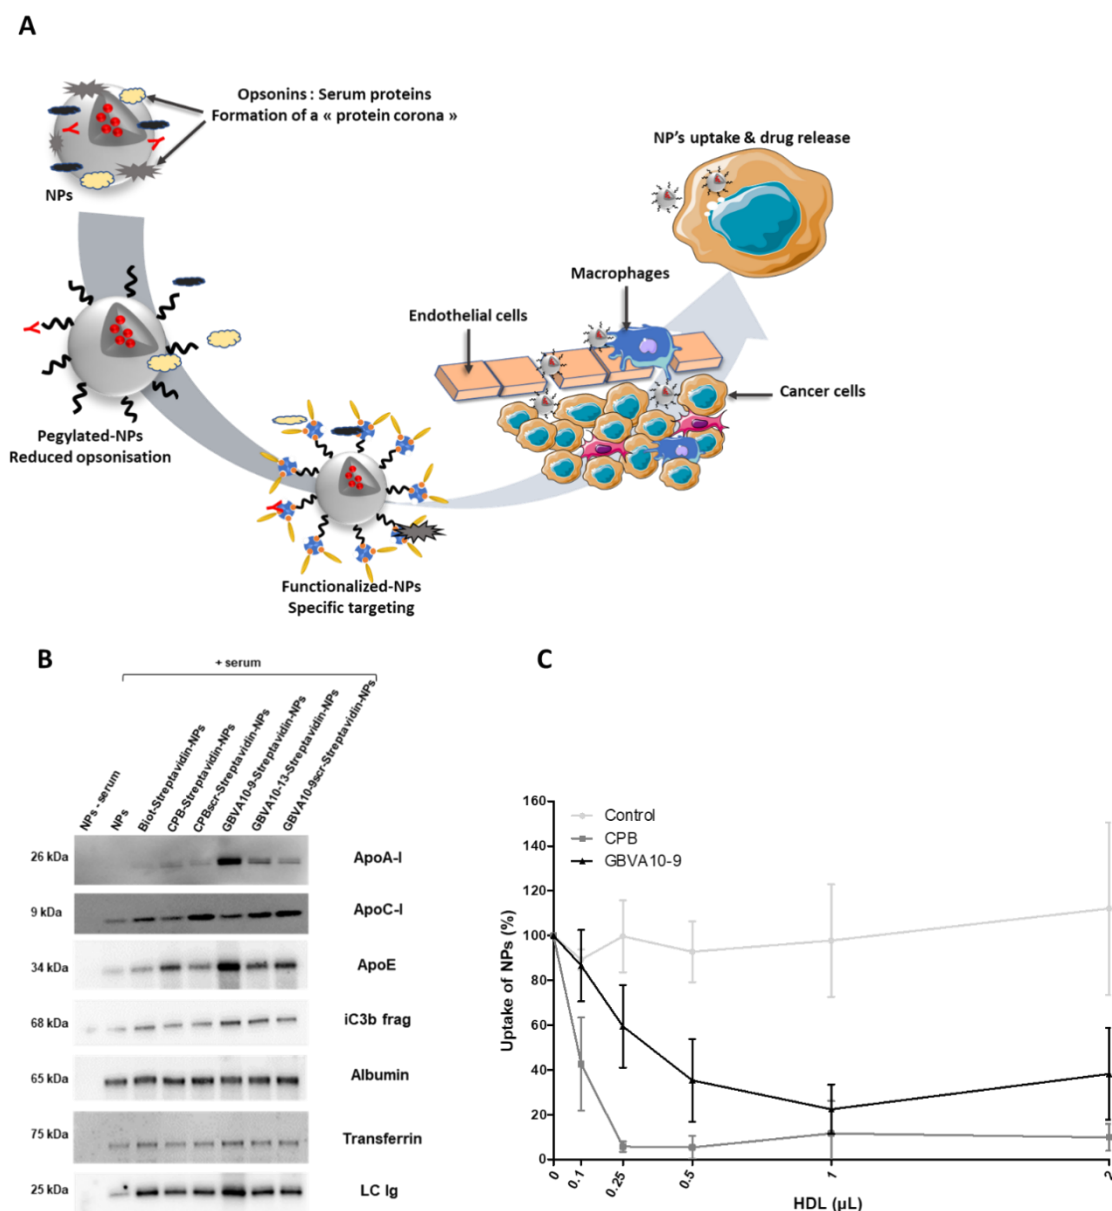 A
Opsonins : Serum proteins
Formation of a « protein corona »
NPs
NP's uptake & drug release
Macrophages
Endothelial cells
Cancer cells
Pegylated-NPs
Reduced opsonisation
Functionalized-NPs
Specific targeting
B
+ serum
NPs - serum
NPs
Biot-Streptavidin-NPs
CPB-Streptavidin-NPs
CPBscr-Streptavidin-NPs
GBVA10-9-Streptavidin-NPs
GBVA10-13-Streptavidin-NPs
GBVA10-9scr-Streptavidin-NPs
26 kDa
ApoA-I
9 kDa
ApoC-I
34 kDa
ApoE
68 kDa
iC3b frag
65 kDa
Albumin
75 kDa
Transferrin
25 kDa
LC Ig
C
Control
CPB
GBVA10-9
Uptake of NPs (%)
160
140
120
100
80
60
40
20
0
0
0.1
0.25
0.5
1
2
HDL (µL)